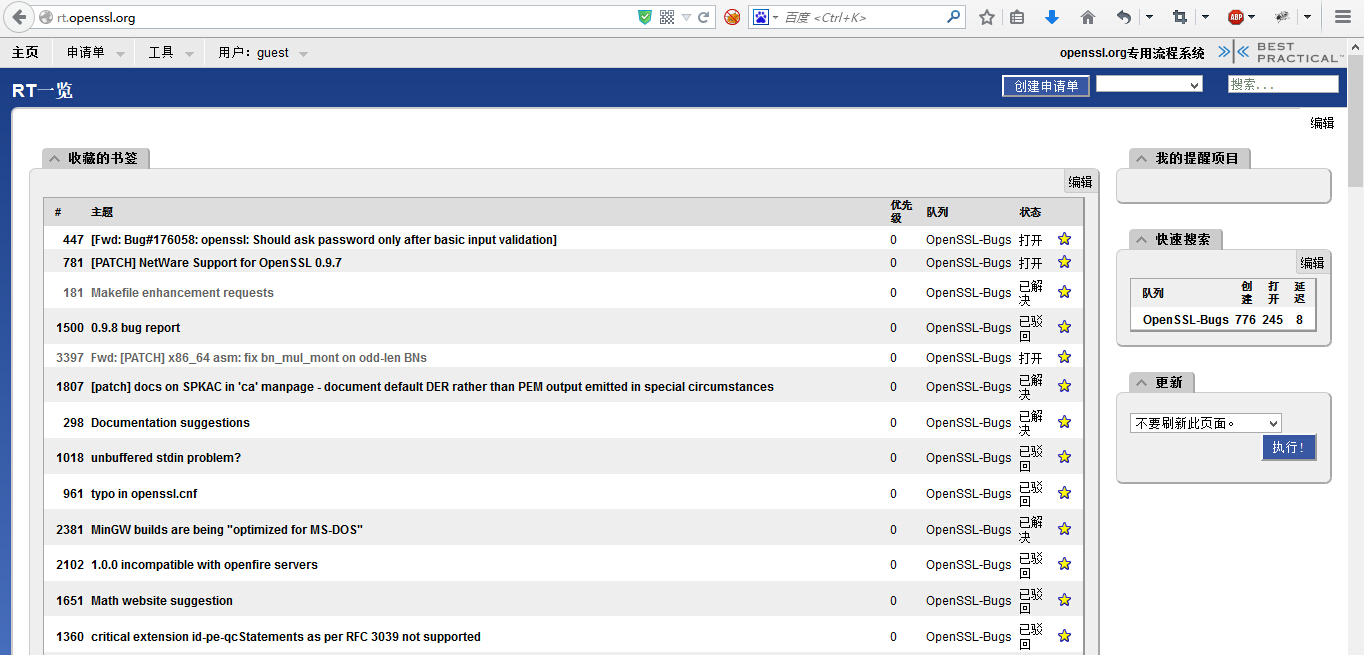 rt.openssl.org
百度 <Ctrl+K>
ABP
主页 申请单 工具 用户：guest
openssl.org专用流程系统
BEST PRACTICAL™
RT一览
创建申请单
搜索...
编辑
收藏的书签
编辑
# 主题 优先级 队列 状态
447 [Fwd: Bug#176058: openssl: Should ask password only after basic input validation] 0 OpenSSL-Bugs 打开
781 [PATCH] NetWare Support for OpenSSL 0.9.7 0 OpenSSL-Bugs 打开
181 Makefile enhancement requests 0 OpenSSL-Bugs 已解决
1500 0.9.8 bug report 0 OpenSSL-Bugs 已驳回
3397 Fwd: [PATCH] x86_64 asm: fix bn_mul_mont on odd-len BNs 0 OpenSSL-Bugs 打开
1807 [patch] docs on SPKAC in 'ca' manpage - document default DER rather than PEM output emitted in special circumstances 0 OpenSSL-Bugs 已解决
298 Documentation suggestions 0 OpenSSL-Bugs 已解决
1018 unbuffered stdin problem? 0 OpenSSL-Bugs 已驳回
961 typo in openssl.cnf 0 OpenSSL-Bugs 已驳回
2381 MinGW builds are being "optimized for MS-DOS" 0 OpenSSL-Bugs 已解决
2102 1.0.0 incompatible with openfire servers 0 OpenSSL-Bugs 已驳回
1651 Math website suggestion 0 OpenSSL-Bugs 已驳回
1360 critical extension id-pe-qcStatements as per RFC 3039 not supported 0 OpenSSL-Bugs 已驳回
我的提醒项目
快速搜索
编辑
队列 创建 打开 延迟
OpenSSL-Bugs 776 245 8
更新
不要刷新此页面。
执行！